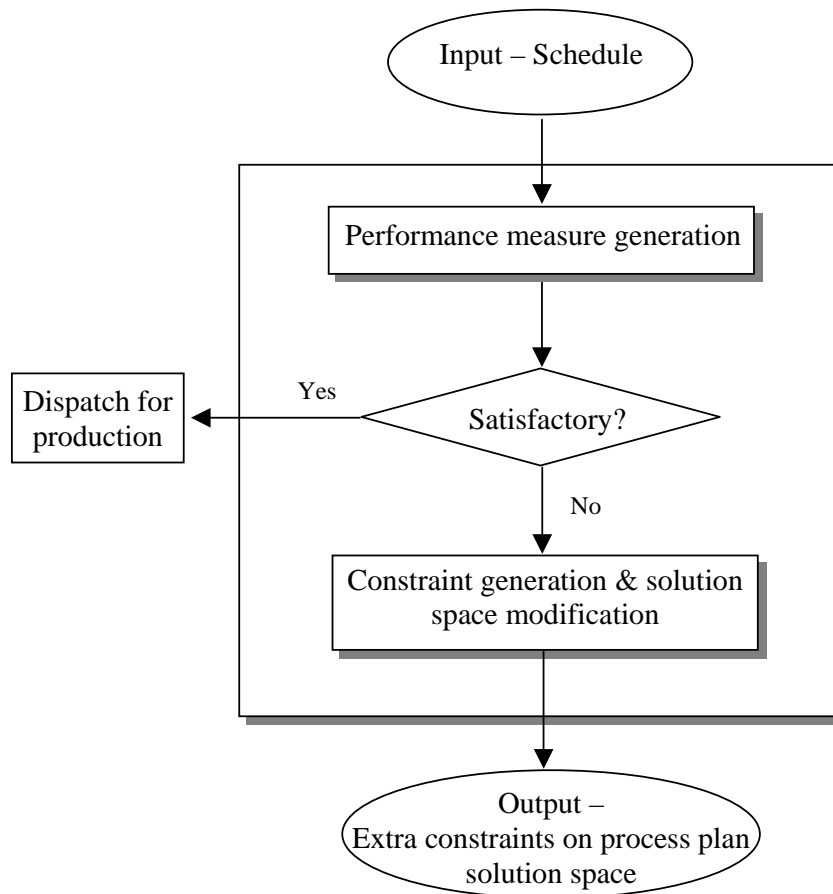 Input – Schedule
Performance measure generation
Yes
Dispatch for
production
Satisfactory?
No
Constraint generation & solution
space modification
Output –
Extra constraints on process plan
solution space